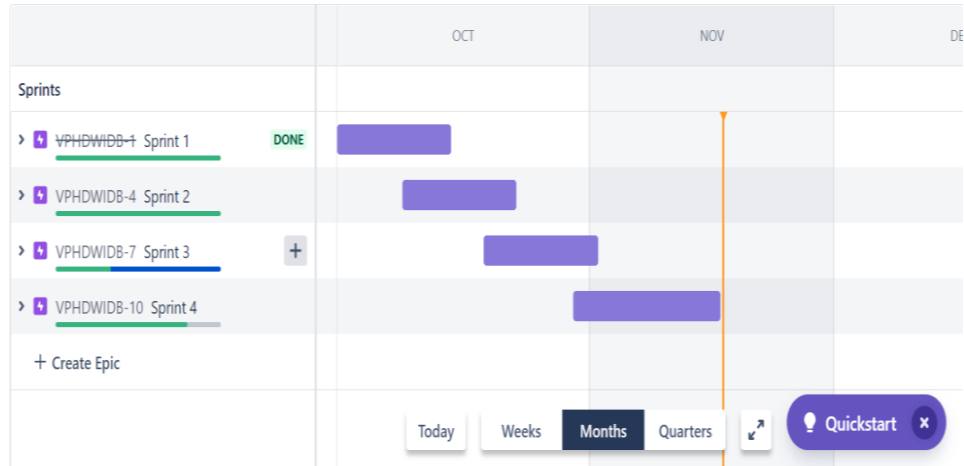 OCT NOV DE
Sprints
VPHDWIDB-1 Sprint 1 DONE
VPHDWIDB-4 Sprint 2
VPHDWIDB-7 Sprint 3 +
VPHDWIDB-10 Sprint 4
+ Create Epic
Today Weeks Months Quarters Quickstart x